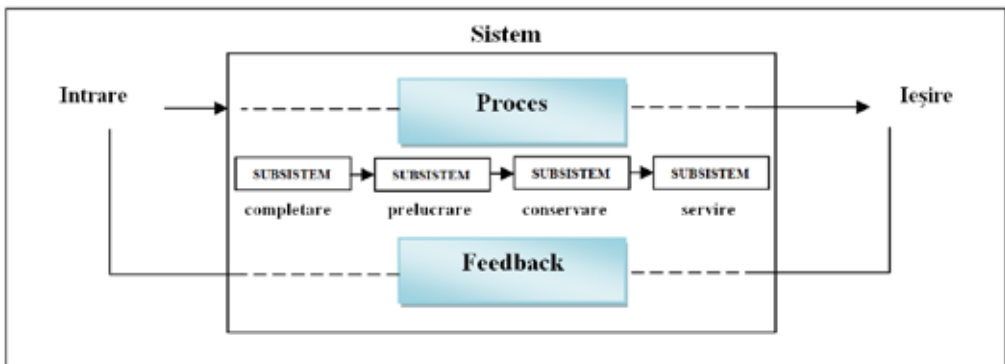 Sistem
Intrare
Proces
Ieșire
SUBSISTEM SUBSISTEM SUBSISTEM SUBSISTEM
completare prelucrare conservare servire
Feedback